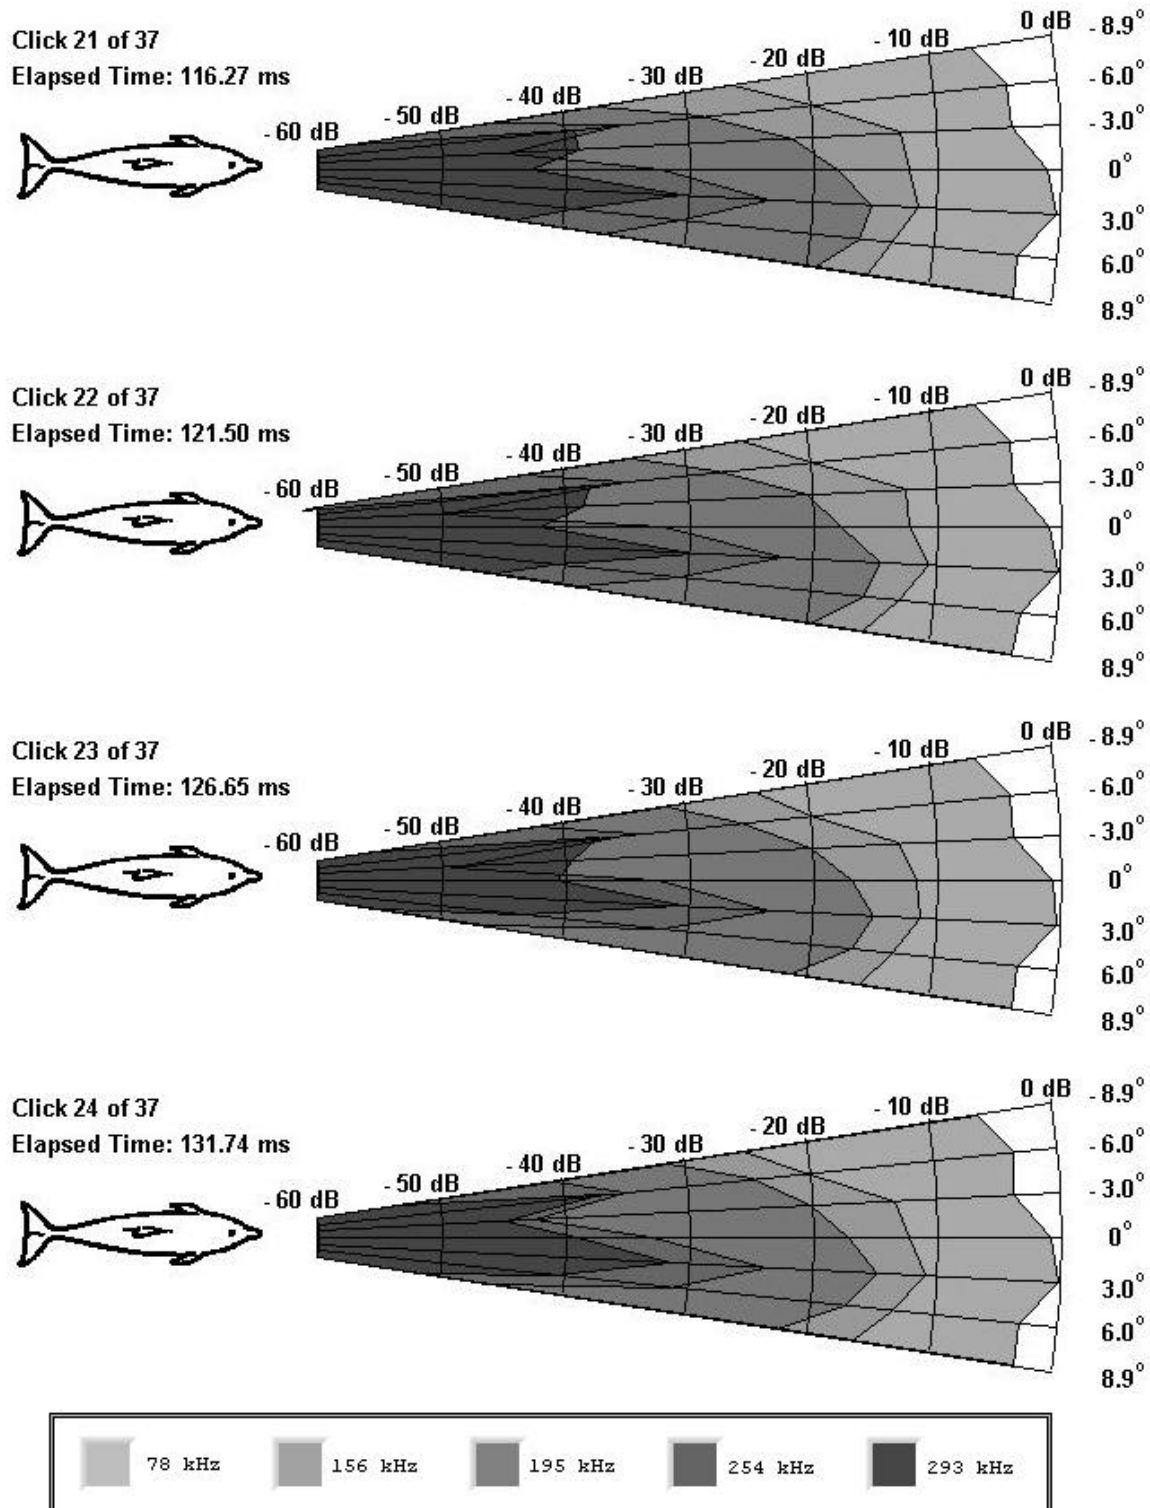 Click 21 of 37
Elapsed Time: 116.27 ms
- 60 dB
- 50 dB
- 40 dB
- 30 dB
- 20 dB
- 10 dB
0 dB
- 8.9°
- 6.0°
- 3.0°
0°
3.0°
6.0°
8.9°
Click 22 of 37
Elapsed Time: 121.50 ms
- 60 dB
- 50 dB
- 40 dB
- 30 dB
- 20 dB
- 10 dB
0 dB
- 8.9°
- 6.0°
- 3.0°
0°
3.0°
6.0°
8.9°
Click 23 of 37
Elapsed Time: 126.65 ms
- 60 dB
- 50 dB
- 40 dB
- 30 dB
- 20 dB
- 10 dB
0 dB
- 8.9°
- 6.0°
- 3.0°
0°
3.0°
6.0°
8.9°
Click 24 of 37
Elapsed Time: 131.74 ms
- 60 dB
- 50 dB
- 40 dB
- 30 dB
- 20 dB
- 10 dB
0 dB
- 8.9°
- 6.0°
- 3.0°
0°
3.0°
6.0°
8.9°
78 kHz 156 kHz 195 kHz 254 kHz 293 kHz